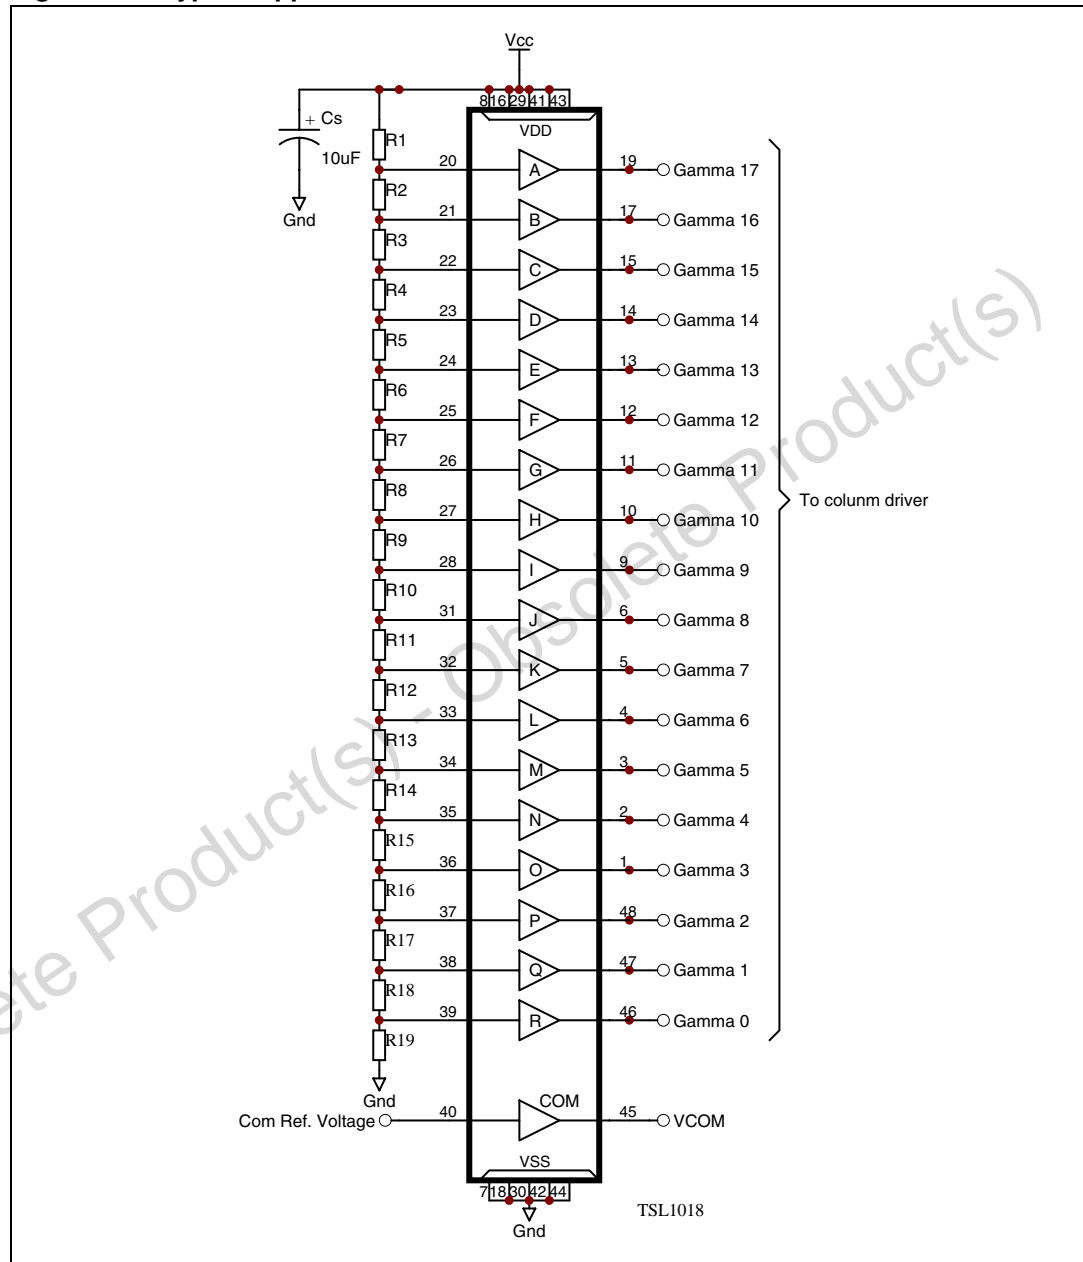 Vcc
8 16 29 41 43
+ Cs
10uF
Gnd
VDD
R1
20 A 19 Gamma 17
R2
21 B 17 Gamma 16
R3
22 C 15 Gamma 15
R4
23 D 14 Gamma 14
R5
24 E 13 Gamma 13
R6
25 F 12 Gamma 12
R7
26 G 11 Gamma 11
R8
27 H 10 Gamma 10
To colunm driver
R9
28 I 9 Gamma 9
R10
31 J 6 Gamma 8
R11
32 K 5 Gamma 7
R12
33 L 4 Gamma 6
R13
34 M 3 Gamma 5
R14
35 N 2 Gamma 4
R15
36 O 1 Gamma 3
R16
37 P 48 Gamma 2
R17
38 Q 47 Gamma 1
R18
39 R 46 Gamma 0
R19
Gnd
COM
Com Ref. Voltage 40 45 VCOM
VSS
7 18 30 42 44
Gnd
TSL1018
ete Product(s) - Obsolete Product(s)